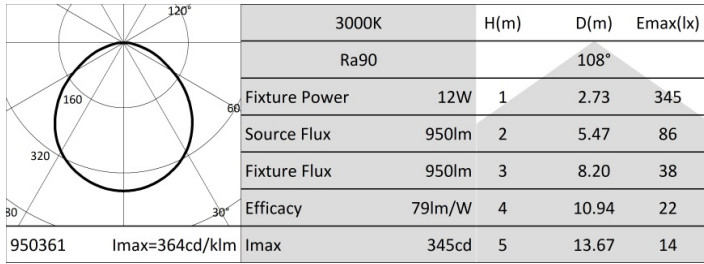 120°
160
60
320
80
30°
950361 Imax=364cd/klm
3000K
Ra90
Fixture Power 12W
Source Flux 950lm
Fixture Flux 950lm
Efficacy 79lm/W
Imax 345cd
H(m) D(m) Emax(lx)
108°
1 2.73 345
2 5.47 86
3 8.20 38
4 10.94 22
5 13.67 14